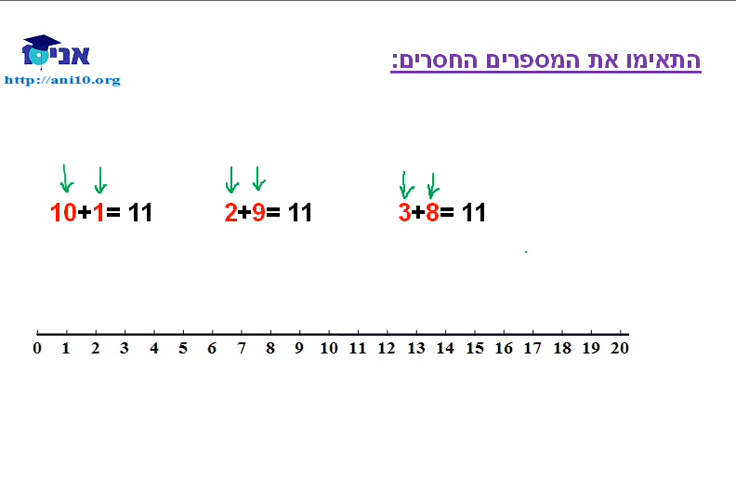 אני10
http://ani10.org
התאימו את המספרים החסרים:
10+1= 11
2+9= 11
3+8= 11
0 1 2 3 4 5 6 7 8 9 10 11 12 13 14 15 16 17 18 19 20